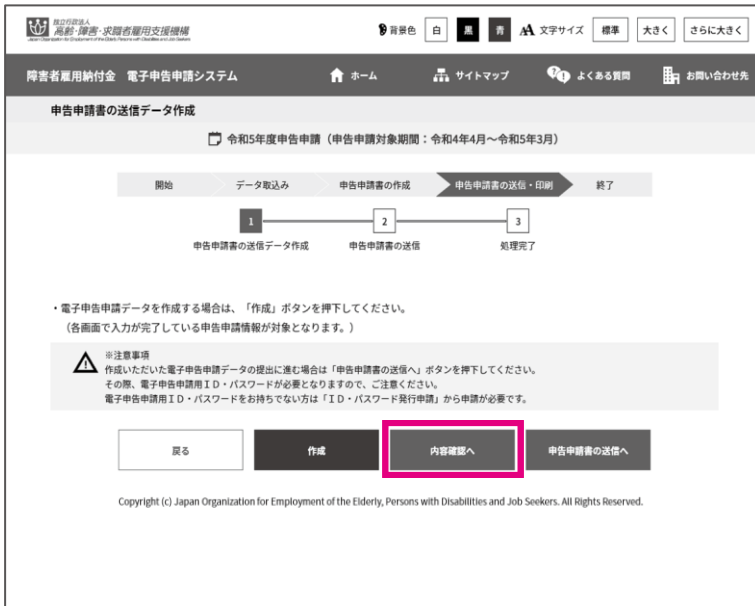 独立行政法人
高齢・障害・求職者雇用支援機構
Japan Organization for Employment of the Elderly, Persons with Disabilities and Job Seekers
背景色 白 黒 青 AA 文字サイズ 標準 大きく さらに大きく
障害者雇用納付金 電子申告申請システム ホーム サイトマップ よくある質問 お問い合わせ先
申告申請書の送信データ作成
令和5年度申告申請（申告申請対象期間：令和4年4月～令和5年3月）
開始 データ取込み 申告申請書の作成 申告申請書の送信・印刷 終了
1 2 3
申告申請書の送信データ作成 申告申請書の送信 処理完了
・電子申告申請データを作成する場合は、「作成」ボタンを押下してください。
（各画面で入力が完了している申告申請情報が対象となります。）
※注意事項
作成いただいた電子申告申請データの提出に進む場合は「申告申請書の送信へ」ボタンを押下してください。
その際、電子申告申請用ＩＤ・パスワードが必要となりますので、ご注意ください。
電子申告申請用ＩＤ・パスワードをお持ちでない方は「ＩＤ・パスワード発行申請」から申請が必要です。
戻る 作成 内容確認へ 申告申請書の送信へ
Copyright (c) Japan Organization for Employment of the Elderly, Persons with Disabilities and Job Seekers. All Rights Reserved.